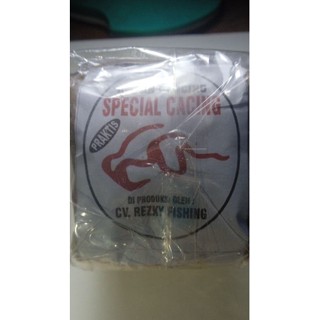 SPECIAL CACING
PRAKTIS
DI PRODUKSI OLEH :
CV. REZKY FISHING